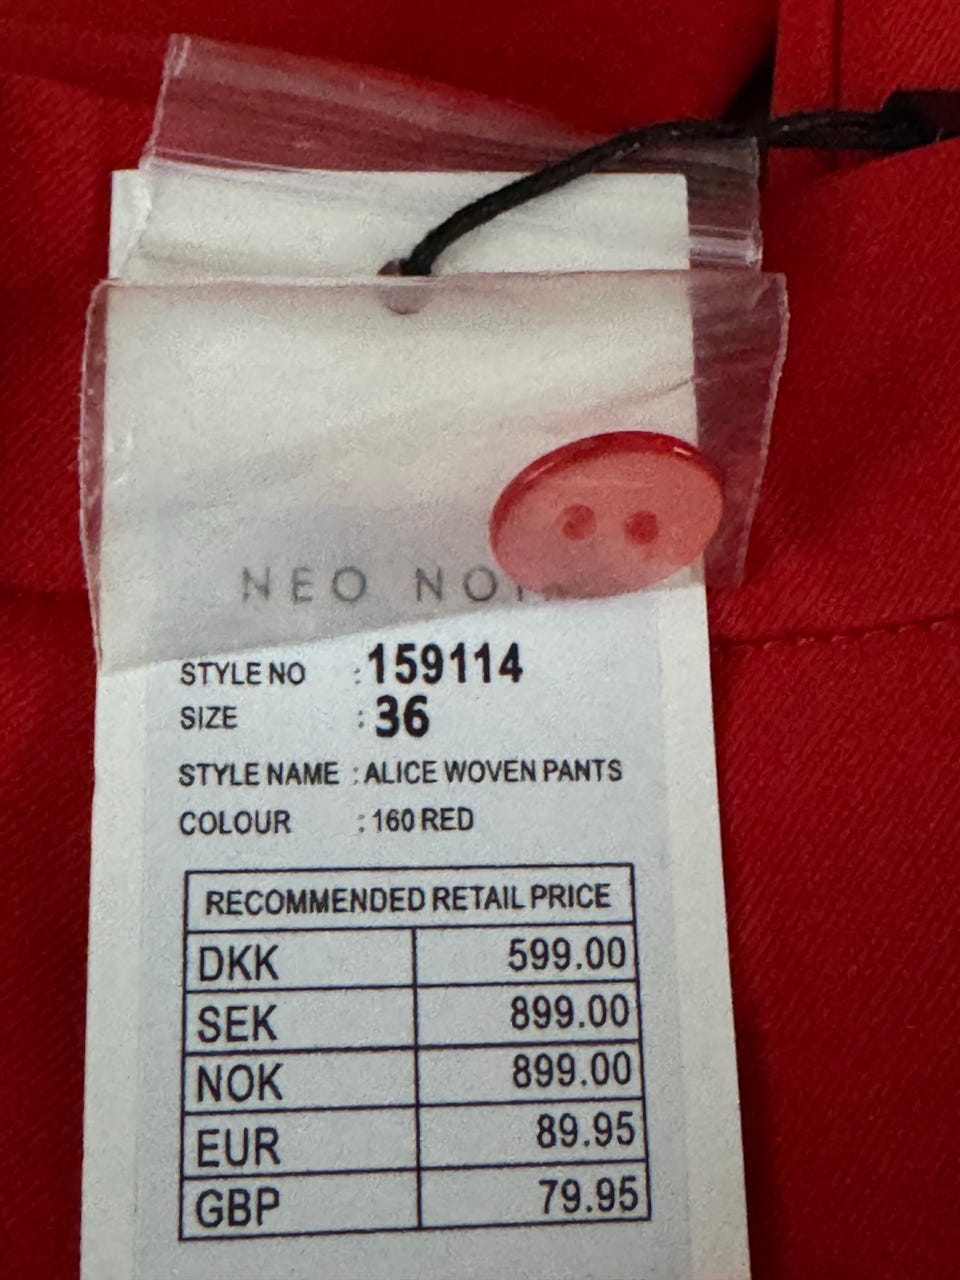 NEO NOIR
STYLE NO : 159114
SIZE : 36
STYLE NAME : ALICE WOVEN PANTS
COLOUR : 160 RED
RECOMMENDED RETAIL PRICE
DKK 599.00
SEK 899.00
NOK 899.00
EUR 89.95
GBP 79.95